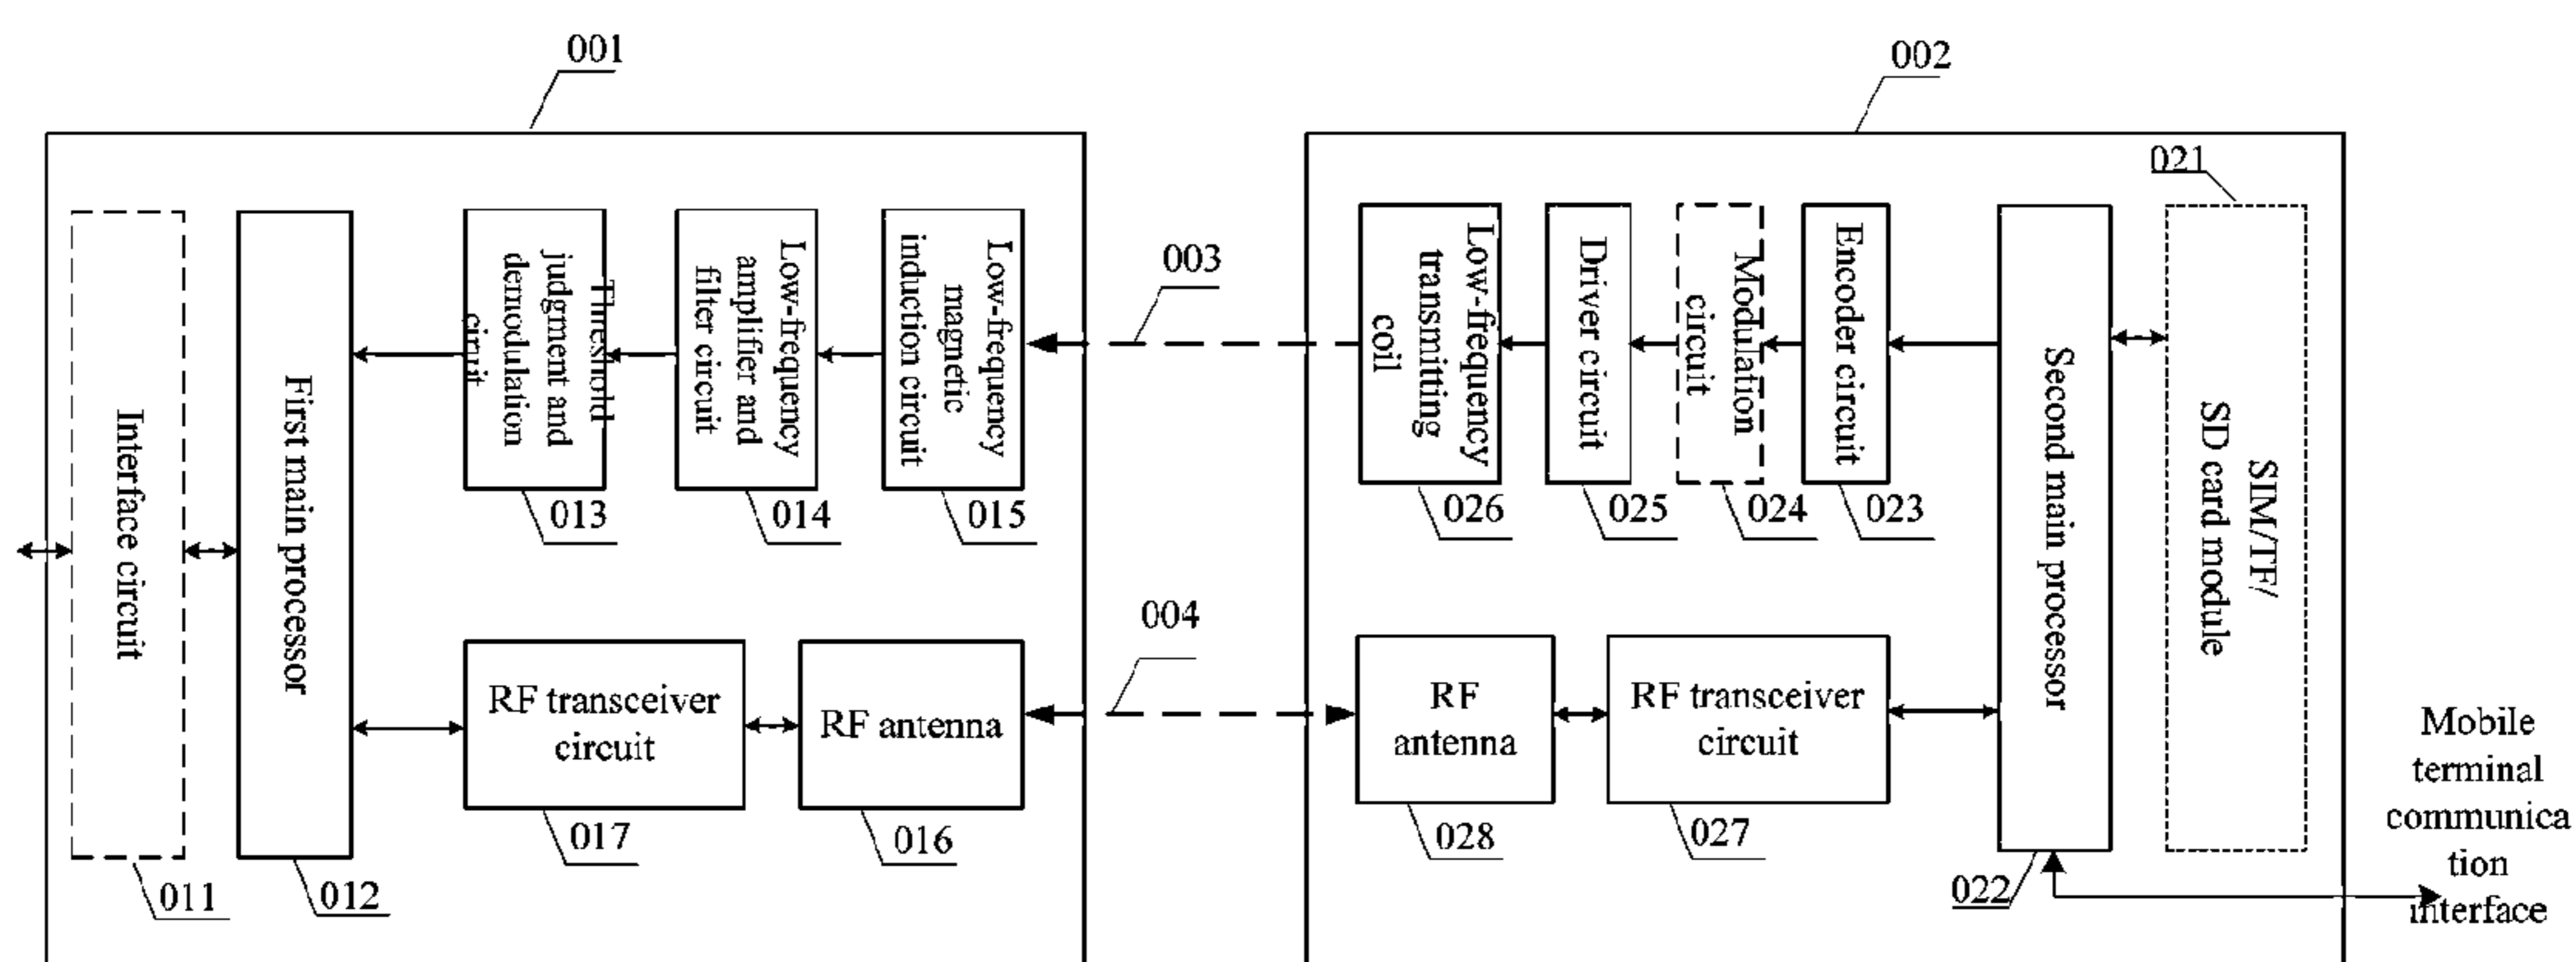 001
002
003
004
Interface circuit
011
First main processor
012
Threshold
judgment and
demodulation
ciruit
013
Low-frequency
amplifier and
filter circuit
014
Low-frequency
magnetic
induction circuit
015
RF transceiver
circuit
017
RF antenna
016
Low-frequency
transmitting
coil
026
Driver circuit
025
Modulation
circuit
024
Encoder circuit
023
Second main processor
022
021
SIM/TF/
SD card module
RF
antenna
028
RF transceiver
circuit
027
Mobile
terminal
communica
tion
interface